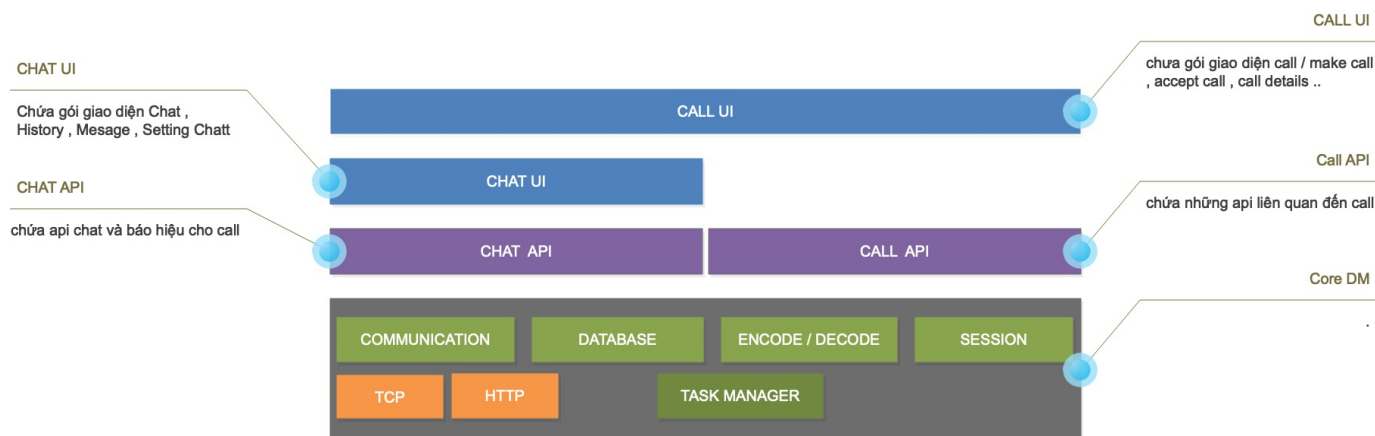 CALL UI
chưa gói giao diện call / make call
, accept call , call details ..
CHAT UI
Chứa gói giao diện Chat ,
History , Mesage , Setting Chatt
CALL UI
CHAT UI
Call API
chứa những api liên quan đến call
CHAT API
chứa api chat và báo hiệu cho call
CHAT API
CALL API
Core DM
.
COMMUNICATION
DATABASE
ENCODE / DECODE
SESSION
TCP
HTTP
TASK MANAGER